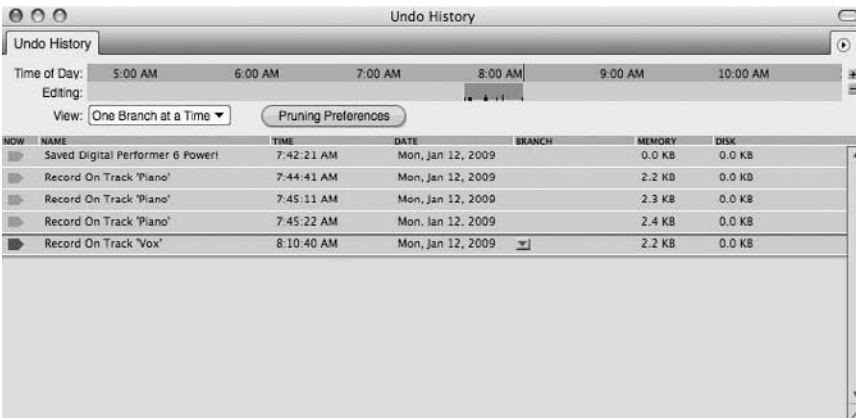 Undo History
Undo History
Time of Day: 5:00 AM 6:00 AM 7:00 AM 8:00 AM 9:00 AM 10:00 AM
Editing:
View: One Branch at a Time Pruning Preferences
NOW NAME TIME DATE BRANCH MEMORY DISK
Saved Digital Performer 6 Power! 7:42:21 AM Mon, Jan 12, 2009 0.0 KB 0.0 KB
Record On Track 'Piano' 7:44:41 AM Mon, Jan 12, 2009 2.2 KB 0.0 KB
Record On Track 'Piano' 7:45:11 AM Mon, Jan 12, 2009 2.3 KB 0.0 KB
Record On Track 'Piano' 7:45:22 AM Mon, Jan 12, 2009 2.4 KB 0.0 KB
Record On Track 'Vox' 8:10:40 AM Mon, Jan 12, 2009 2.2 KB 0.0 KB